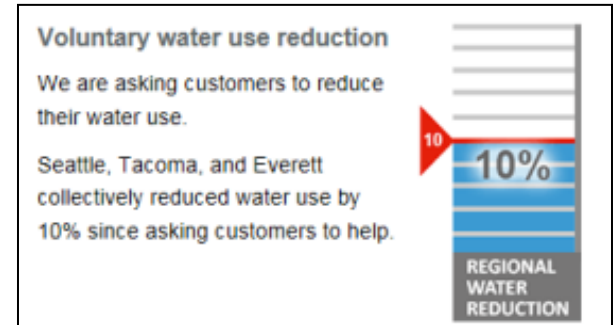 Voluntary water use reduction
We are asking customers to reduce
their water use.
Seattle, Tacoma, and Everett
collectively reduced water use by
10% since asking customers to help.
10
10%
REGIONAL
WATER
REDUCTION